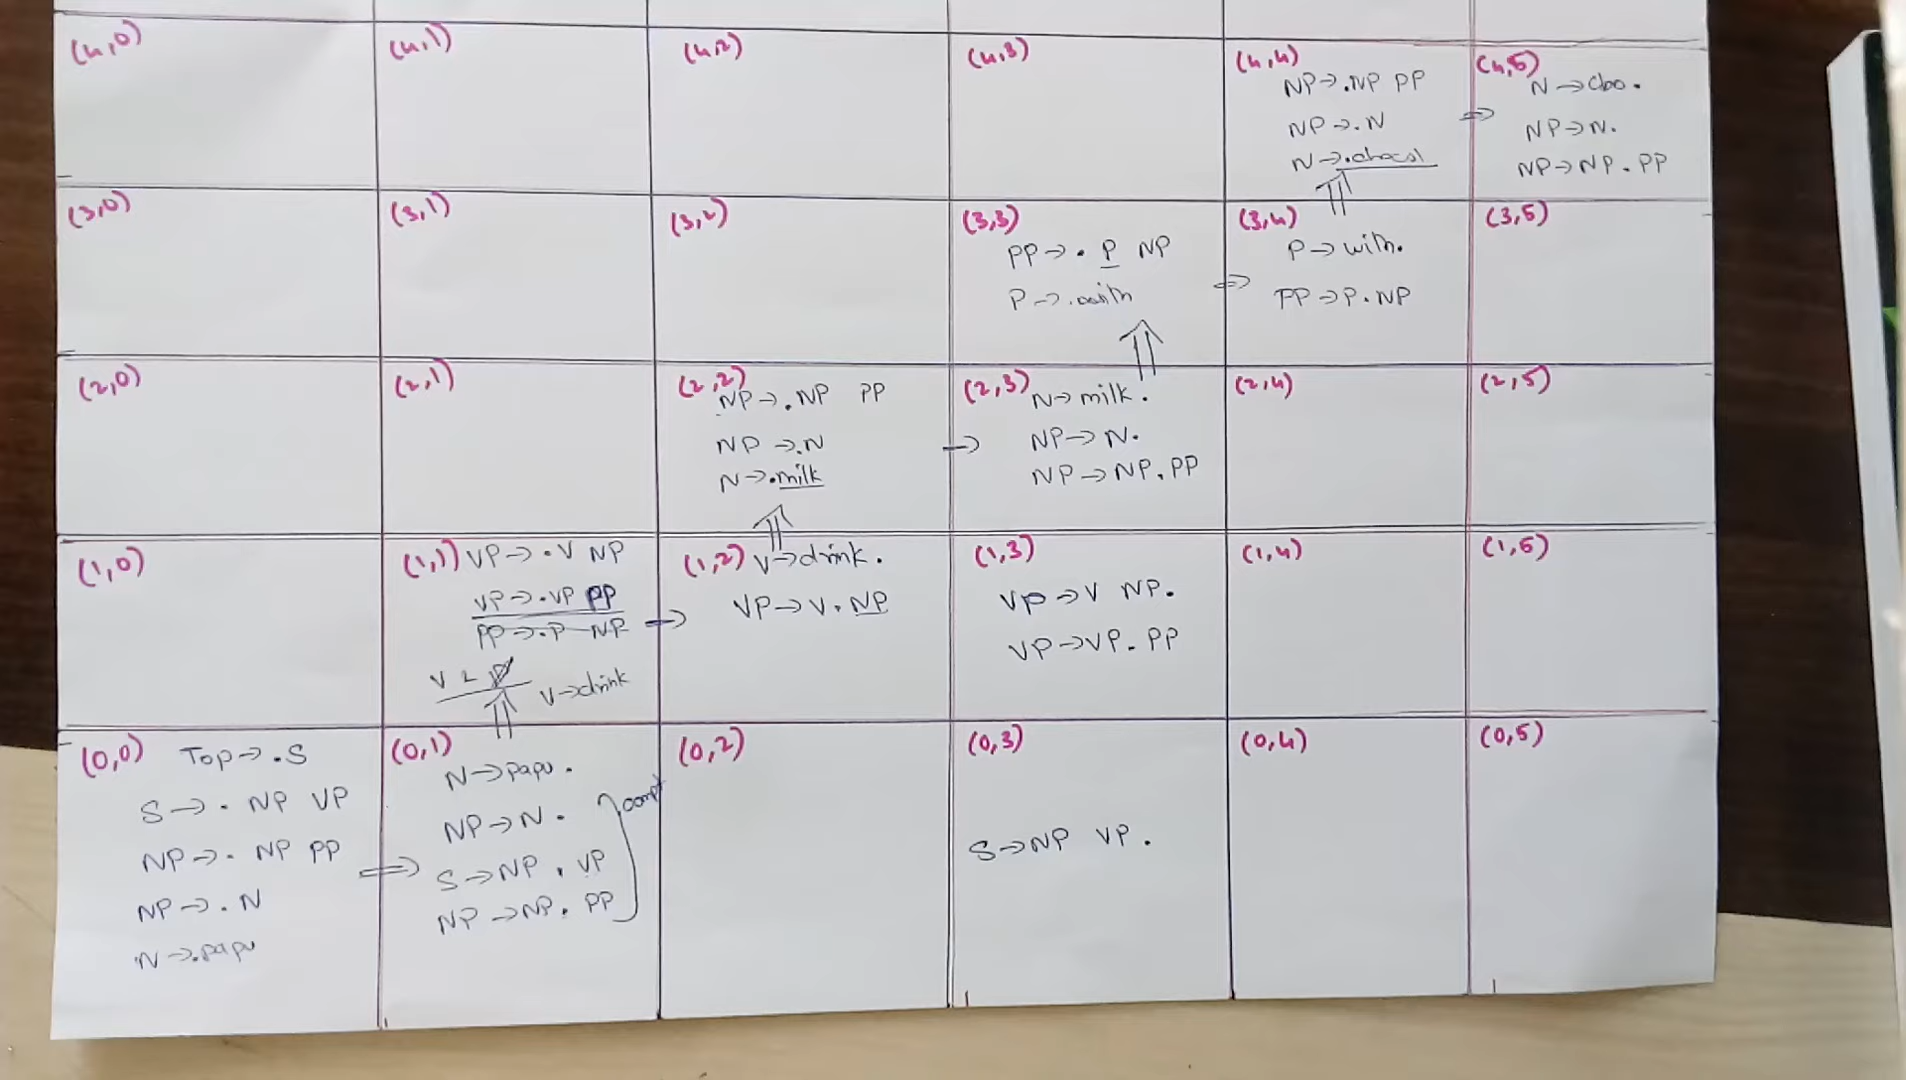 (4,0)
(4,1)
(4,2)
(4,3)
(4,4)
NP→.NP PP
NP→.N
N→.chocol
(4,5)
N→cho.
NP→N.
NP→NP.PP
(3,0)
(3,1)
(3,2)
(3,3)
PP→. P NP
P→.with
(3,4)
P→with.
PP→P.NP
(3,5)
(2,0)
(2,1)
(2,2)
NP→.NP PP
NP→.N
N→.milk
⇒
(2,3)
N→milk.
NP→N.
NP→NP.PP
(2,4)
(2,5)
(1,0)
(1,1) VP→.V NP
VP→.VP PP
PP→.P NP
V→drink
(1,2) V→drink.
VP→V.NP
(1,3)
VP→V NP.
VP→VP.PP
(1,4)
(1,5)
(0,0) Top→.S
S→. NP VP
NP→. NP PP
NP→.N
N→.papu
(0,1)
N→papu.
NP→N.
S→NP.VP
NP→NP.PP
comp
(0,2)
(0,3)
S→NP VP.
(0,4)
(0,5)